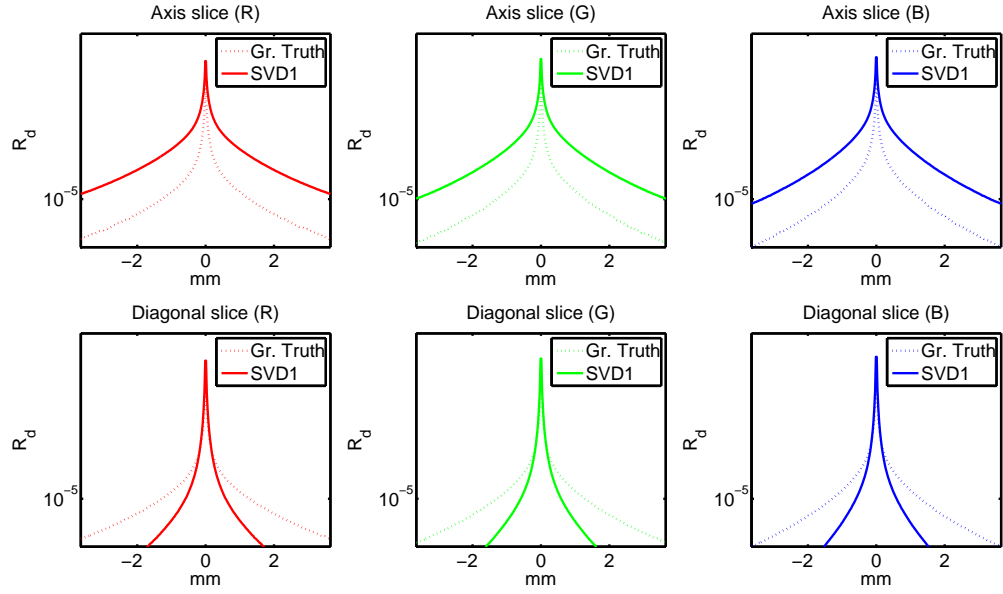 Axis slice (R)
Axis slice (G)
Axis slice (B)
Gr. Truth
SVD1
Gr. Truth
SVD1
Gr. Truth
SVD1
R_d
R_d
R_d
10^−5
10^−5
10^−5
−2 0 2
−2 0 2
−2 0 2
mm
mm
mm
Diagonal slice (R)
Diagonal slice (G)
Diagonal slice (B)
Gr. Truth
SVD1
Gr. Truth
SVD1
Gr. Truth
SVD1
R_d
R_d
R_d
10^−5
10^−5
10^−5
−2 0 2
−2 0 2
−2 0 2
mm
mm
mm